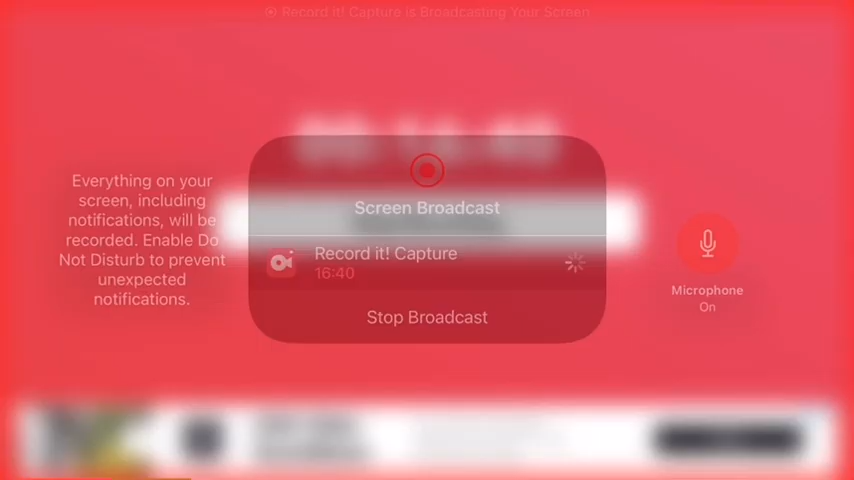 Record it! Capture is Broadcasting Your Screen
Everything on your
screen, including
notifications, will be
recorded. Enable Do
Not Disturb to prevent
unexpected
notifications.
Screen Broadcast
Record it! Capture
16:40
Stop Broadcast
Microphone
On